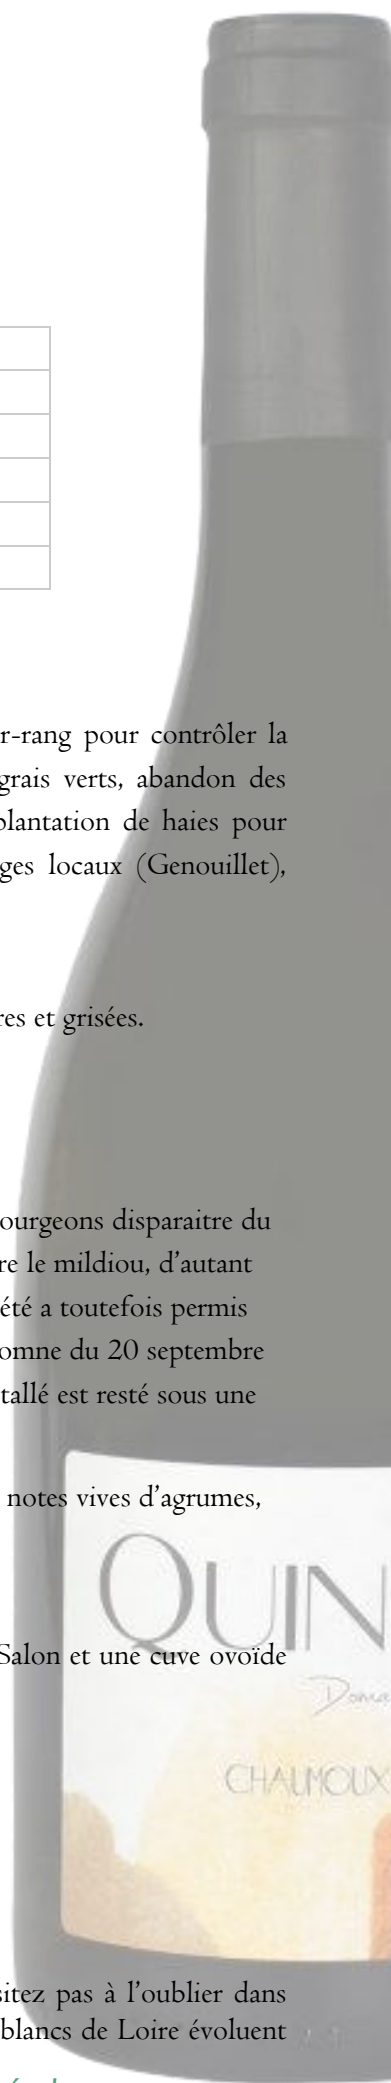 r-rang pour contrôler la
grais verts, abandon des
plantation de haies pour
ges locaux (Genouillet),
res et grisées.
ourgeons disparaitre du
re le mildiou, d'autant
été a toutefois permis
omne du 20 septembre
tallé est resté sous une
notes vives d'agrumes,
Salon et une cuve ovoïde
QUIN
Doma
CHAUMOUX
sitez pas à l'oublier dans
blancs de Loire évoluent